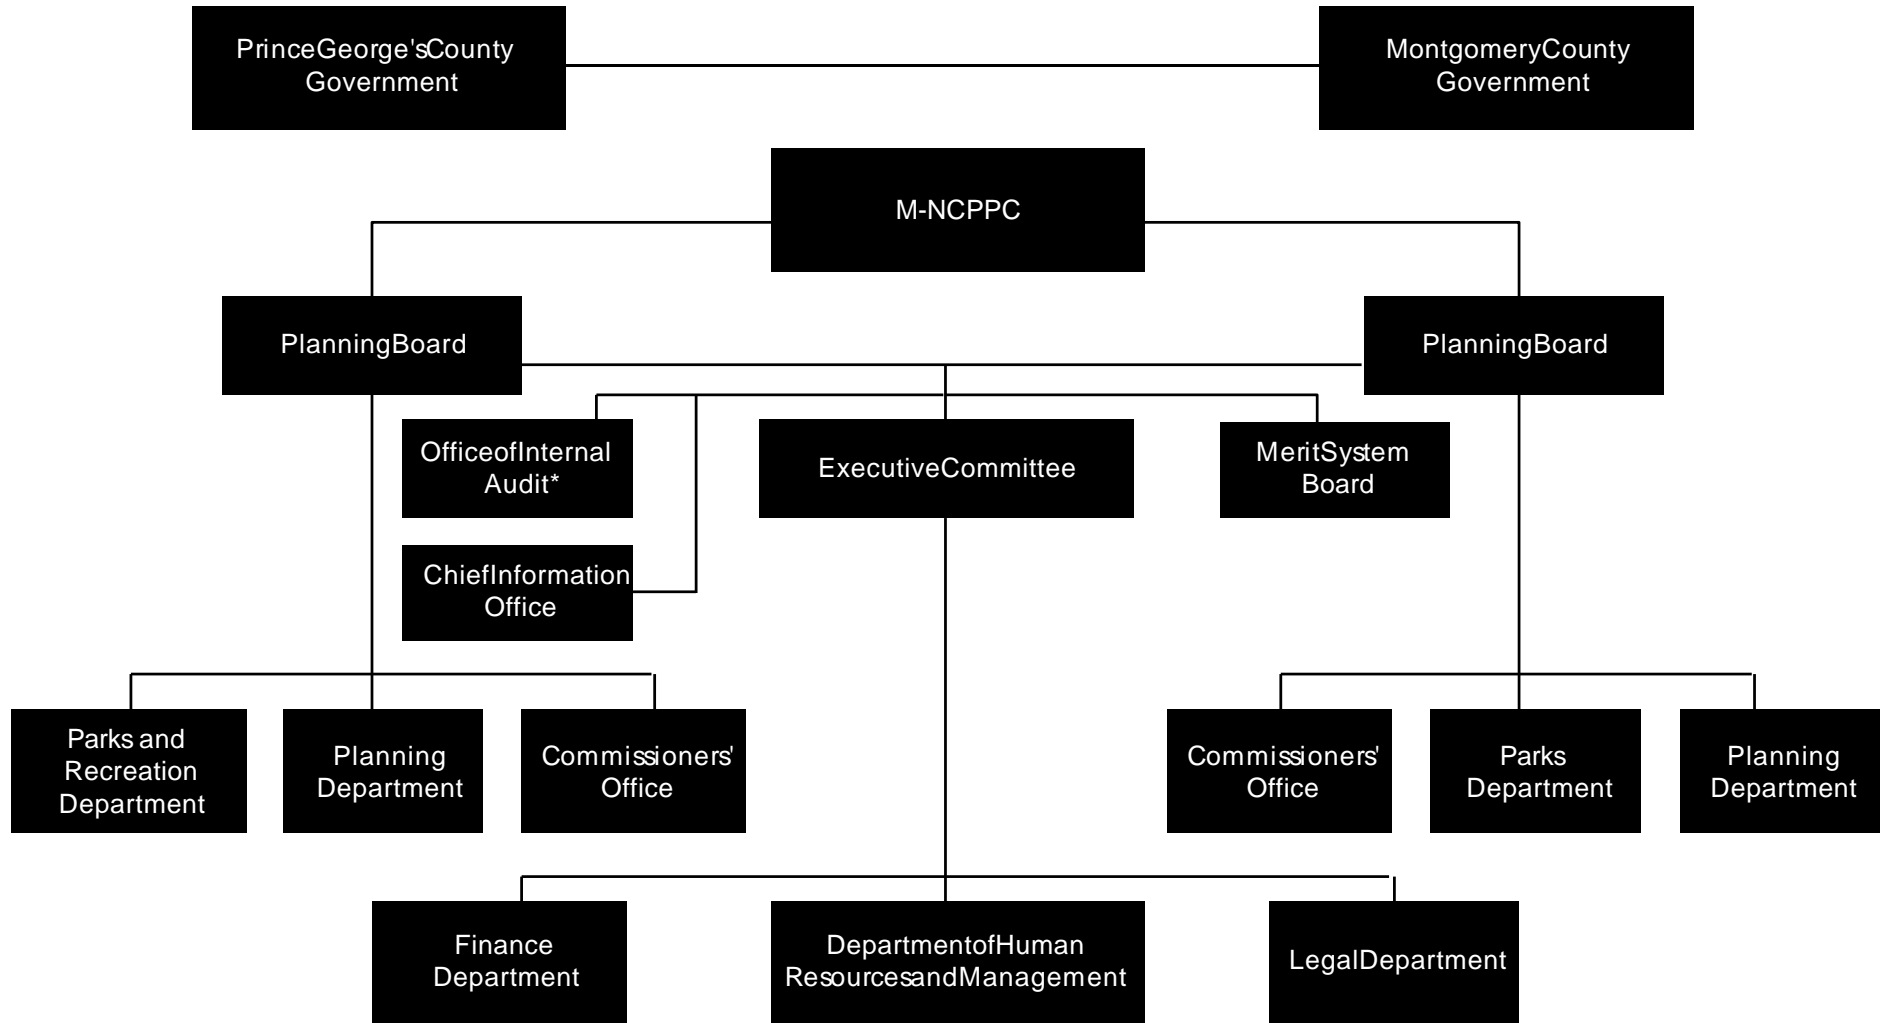 PrinceGeorge'sCounty
Government
MontgomeryCounty
Government
M-NCPPC
PlanningBoard
PlanningBoard
OfficeofInternal
Audit*
ExecutiveCommittee
MeritSystem
Board
ChiefInformation
Office
Parks and
Recreation
Department
Planning
Department
Commissioners'
Office
Commissioners'
Office
Parks
Department
Planning
Department
Finance
Department
DepartmentofHuman
ResourcesandManagement
LegalDepartment